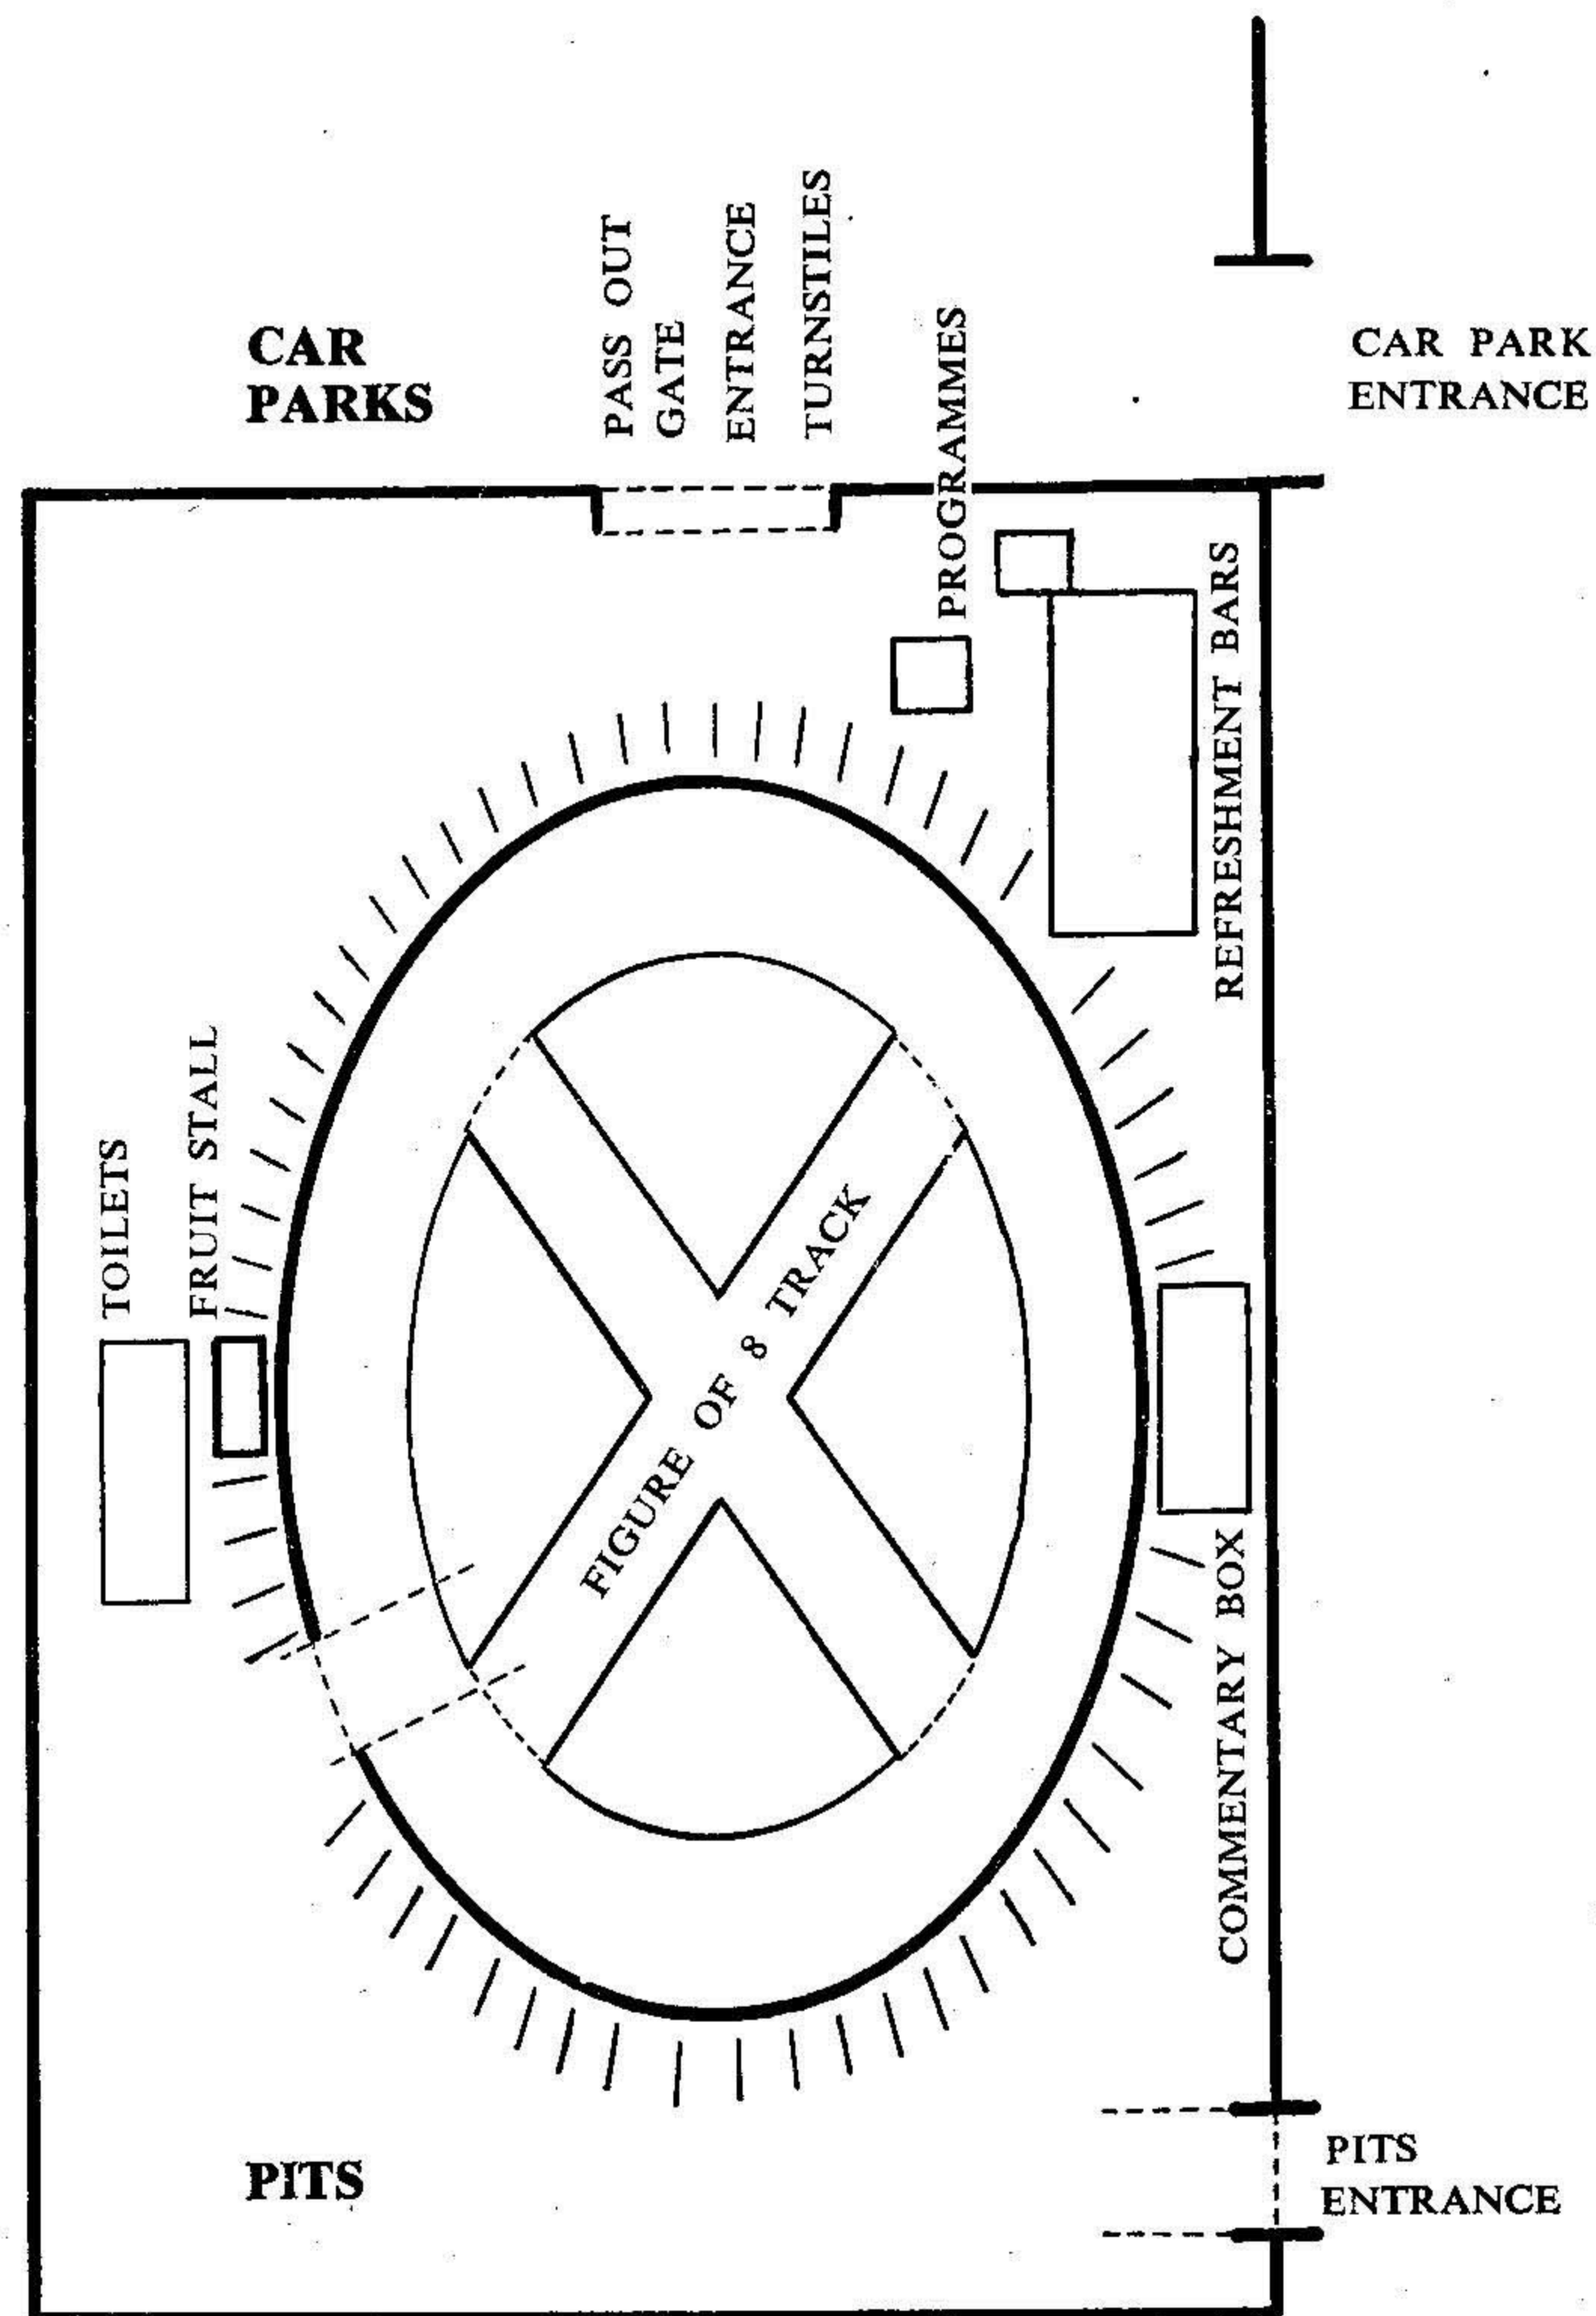 CAR
PARKS
PASS OUT
GATE
ENTRANCE
TURNSTILES
PROGRAMMES
CAR PARK
ENTRANCE
REFRESHMENT BARS
TOILETS
FRUIT STALL
FIGURE OF 8 TRACK
COMMENTARY BOX
PITS
PITS
ENTRANCE